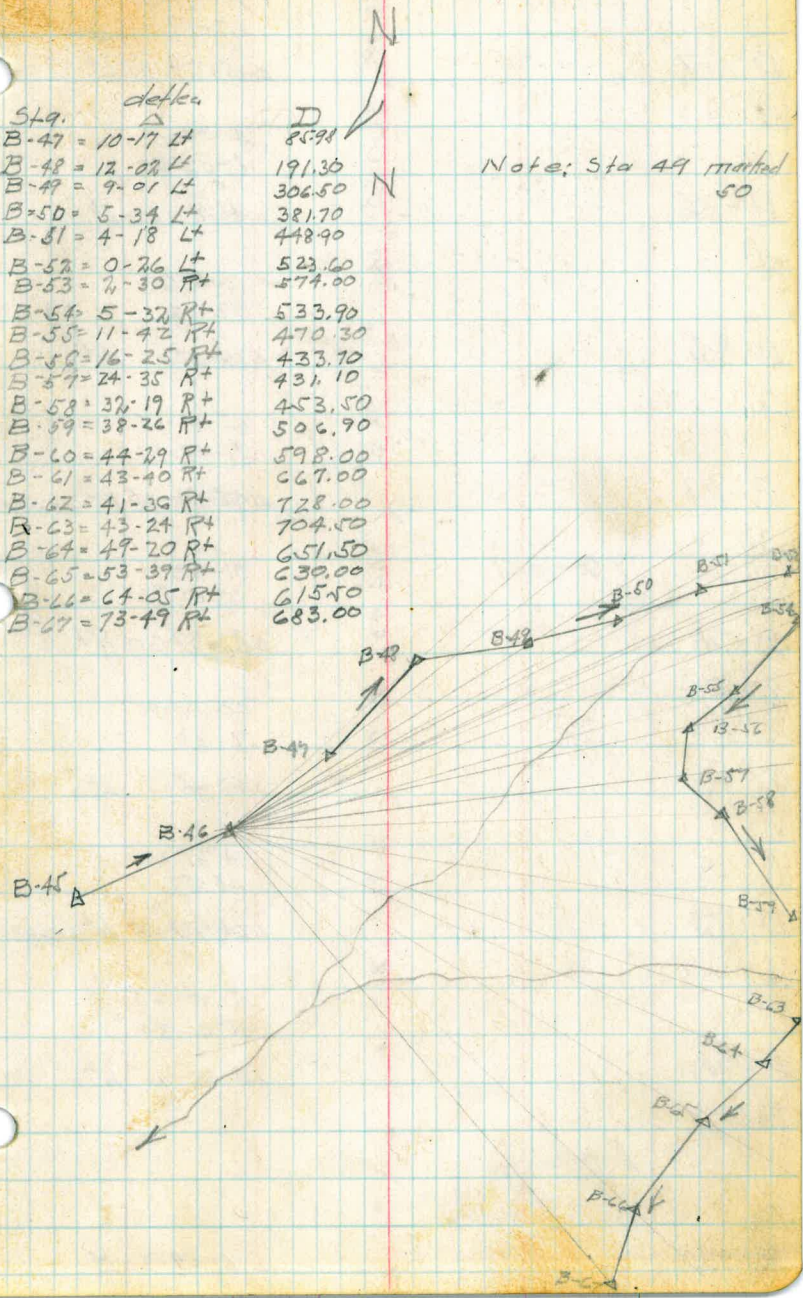 N
deflec
Sta. △ D
B-47 = 10-17 Lt 85.98
B-48 = 12-02 Lt 191.30
B-49 = 9-01 Lt 306.50
B-50 = 5-34 Lt 381.70
B-51 = 4-18 Lt 448.90
B-52 = 0-26 Lt 523.60
B-53 = 2-30 Rt 574.00
B-54 = 5-32 Rt 533.90
B-55 = 11-42 Rt 470.30
B-56 = 16-25 Rt 433.70
B-57 = 24-35 Rt 431.10
B-58 = 32-19 Rt 453.50
B-59 = 38-26 Rt 506.90
B-60 = 44-29 Rt 598.00
B-61 = 43-40 Rt 667.00
B-62 = 41-36 Rt 728.00
B-63 = 43-24 Rt 704.50
B-64 = 49-20 Rt 651.50
B-65 = 53-39 Rt 630.00
B-66 = 64-05 Rt 615.50
B-67 = 73-49 Rt 683.00
N
Note: Sta 49 marked
50
B-51
B-50
B-54
B-49
B-48
B-55
B-56
B-47
B-57
B-58
B-46
B-45
B-59
B-63
B-64
B-65
B-66